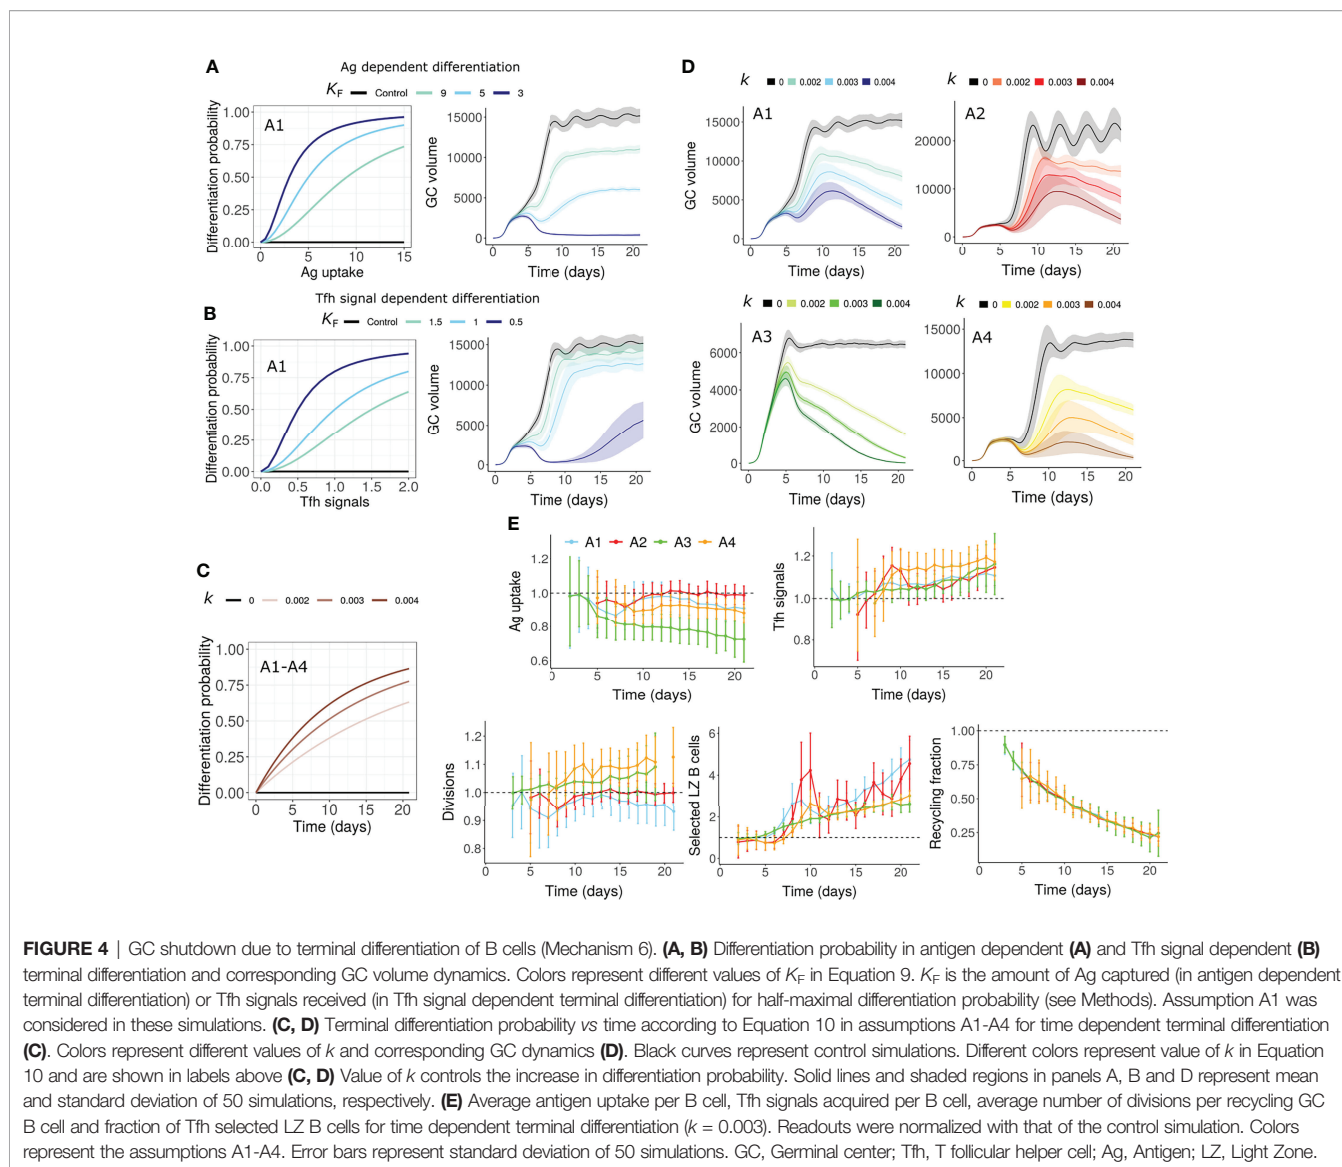 A
Ag dependent differentiation
K_F Control 9 5 3
Differentiation probability
1.00
0.75
0.50
0.25
0.00
A1
0 5 10 15
Ag uptake
GC volume
15000
10000
5000
0
0 5 10 15 20
Time (days)
B
Tfh signal dependent differentiation
K_F Control 1.5 1 0.5
Differentiation probability
1.00
0.75
0.50
0.25
0.00
A1
0.0 0.5 1.0 1.5 2.0
Tfh signals
GC volume
15000
10000
5000
0
0 5 10 15 20
Time (days)
C
k 0 0.002 0.003 0.004
Differentiation probability
1.00
0.75
0.50
0.25
0.00
A1-A4
0 5 10 15 20
Time (days)
D
k 0 0.002 0.003 0.004
A1
GC volume
15000
10000
5000
0
0 5 10 15 20
Time (days)
k 0 0.002 0.003 0.004
A2
20000
10000
0
0 5 10 15 20
Time (days)
k 0 0.002 0.003 0.004
A3
GC volume
6000
4000
2000
0
0 5 10 15 20
Time (days)
k 0 0.002 0.003 0.004
A4
15000
10000
5000
0
0 5 10 15 20
Time (days)
E
A1 A2 A3 A4
Ag uptake
1.2
1.0
0.8
0.6
0 5 10 15 20
Time (days)
Tfh signals
1.2
1.0
0.8
0 5 10 15 20
Time (days)
Divisions
1.2
1.1
1.0
0.9
0.8
0 5 10 15 20
Time (days)
Selected LZ B cells
6
4
2
0
0 5 10 15 20
Time (days)
Recycling fraction
1.00
0.75
0.50
0.25
0 5 10 15 20
Time (days)
FIGURE 4 | GC shutdown due to terminal differentiation of B cells (Mechanism 6). (A, B) Differentiation probability in antigen dependent (A) and Tfh signal dependent (B)
terminal differentiation and corresponding GC volume dynamics. Colors represent different values of K_F in Equation 9. K_F is the amount of Ag captured (in antigen dependent
terminal differentiation) or Tfh signals received (in Tfh signal dependent terminal differentiation) for half-maximal differentiation probability (see Methods). Assumption A1 was
considered in these simulations. (C, D) Terminal differentiation probability vs time according to Equation 10 in assumptions A1-A4 for time dependent terminal differentiation
(C). Colors represent different values of k and corresponding GC dynamics (D). Black curves represent control simulations. Different colors represent value of k in Equation
10 and are shown in labels above (C, D) Value of k controls the increase in differentiation probability. Solid lines and shaded regions in panels A, B and D represent mean
and standard deviation of 50 simulations, respectively. (E) Average antigen uptake per B cell, Tfh signals acquired per B cell, average number of divisions per recycling GC
B cell and fraction of Tfh selected LZ B cells for time dependent terminal differentiation (k = 0.003). Readouts were normalized with that of the control simulation. Colors
represent the assumptions A1-A4. Error bars represent standard deviation of 50 simulations. GC, Germinal center; Tfh, T follicular helper cell; Ag, Antigen; LZ, Light Zone.